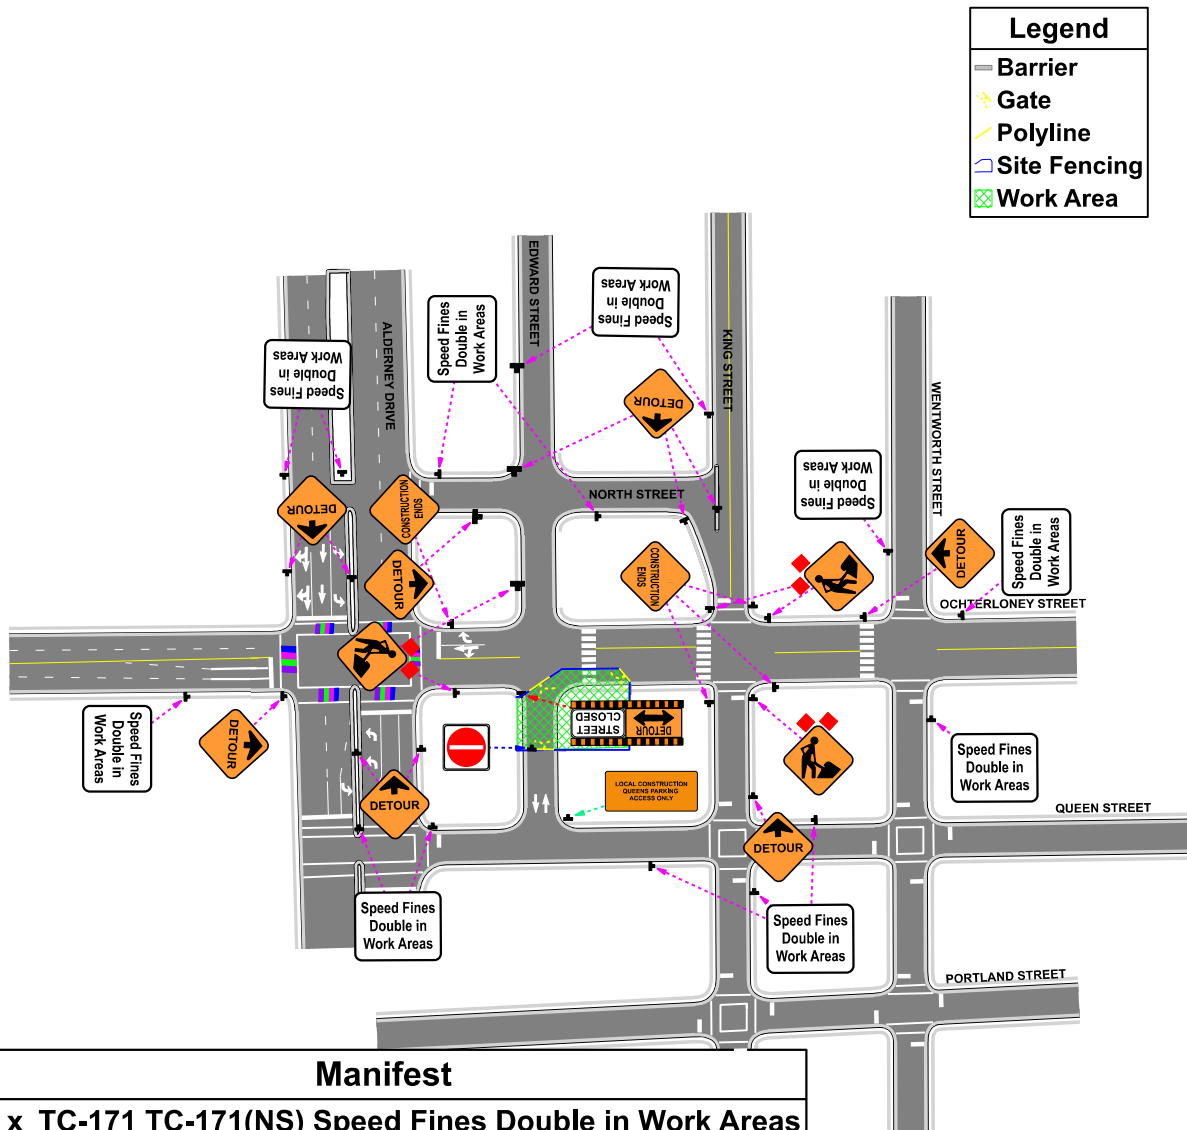 Legend
Barrier
Gate
Polyline
Site Fencing
Work Area
EDWARD STREET
KING STREET
ALDERNEY DRIVE
WENTWORTH STREET
Speed Fines
Double in
Work Areas
Speed Fines
Double in
Work Areas
Speed Fines
Double in
Work Areas
DETOUR
Speed Fines
Double in
Work Areas
NORTH STREET
DETOUR
CONSTRUCTION
ENDS
DETOUR
CONSTRUCTION
ENDS
DETOUR
Speed Fines
Double in
Work Areas
OCHTERLONEY STREET
Speed Fines
Double in
Work Areas
DETOUR
STREET
CLOSED
DETOUR
Speed Fines
Double in
Work Areas
LOCAL CONSTRUCTION
QUEENS PARKING
ACCESS ONLY
DETOUR
QUEEN STREET
DETOUR
Speed Fines
Double in
Work Areas
Speed Fines
Double in
Work Areas
PORTLAND STREET
Manifest
x TC-171 TC-171(NS) Speed Fines Double in Work Areas